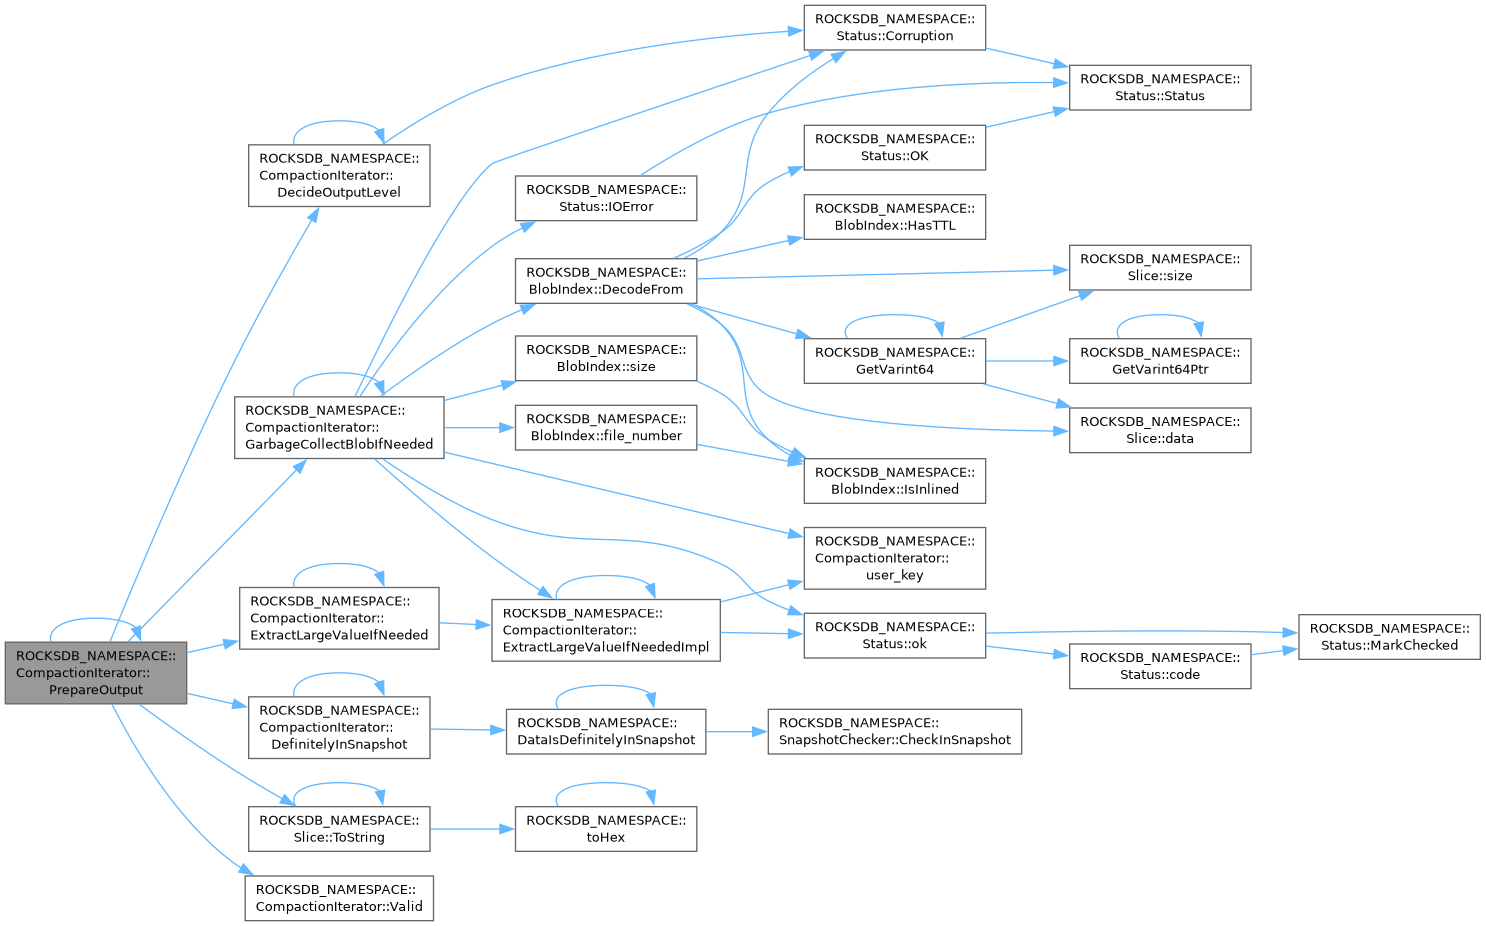 ROCKSDB_NAMESPACE::
CompactionIterator::
PrepareOutput
ROCKSDB_NAMESPACE::
CompactionIterator::
DecideOutputLevel
ROCKSDB_NAMESPACE::
Status::Corruption
ROCKSDB_NAMESPACE::
Status::Status
ROCKSDB_NAMESPACE::
CompactionIterator::
GarbageCollectBlobIfNeeded
ROCKSDB_NAMESPACE::
Status::IOError
ROCKSDB_NAMESPACE::
BlobIndex::DecodeFrom
ROCKSDB_NAMESPACE::
Status::OK
ROCKSDB_NAMESPACE::
BlobIndex::HasTTL
ROCKSDB_NAMESPACE::
Slice::size
ROCKSDB_NAMESPACE::
GetVarint64
ROCKSDB_NAMESPACE::
GetVarint64Ptr
ROCKSDB_NAMESPACE::
Slice::data
ROCKSDB_NAMESPACE::
BlobIndex::size
ROCKSDB_NAMESPACE::
BlobIndex::file_number
ROCKSDB_NAMESPACE::
BlobIndex::IsInlined
ROCKSDB_NAMESPACE::
CompactionIterator::
user_key
ROCKSDB_NAMESPACE::
CompactionIterator::
ExtractLargeValueIfNeeded
ROCKSDB_NAMESPACE::
CompactionIterator::
ExtractLargeValueIfNeededImpl
ROCKSDB_NAMESPACE::
Status::ok
ROCKSDB_NAMESPACE::
Status::code
ROCKSDB_NAMESPACE::
Status::MarkChecked
ROCKSDB_NAMESPACE::
CompactionIterator::
DefinitelyInSnapshot
ROCKSDB_NAMESPACE::
DataIsDefinitelyInSnapshot
ROCKSDB_NAMESPACE::
SnapshotChecker::CheckInSnapshot
ROCKSDB_NAMESPACE::
Slice::ToString
ROCKSDB_NAMESPACE::
toHex
ROCKSDB_NAMESPACE::
CompactionIterator::Valid